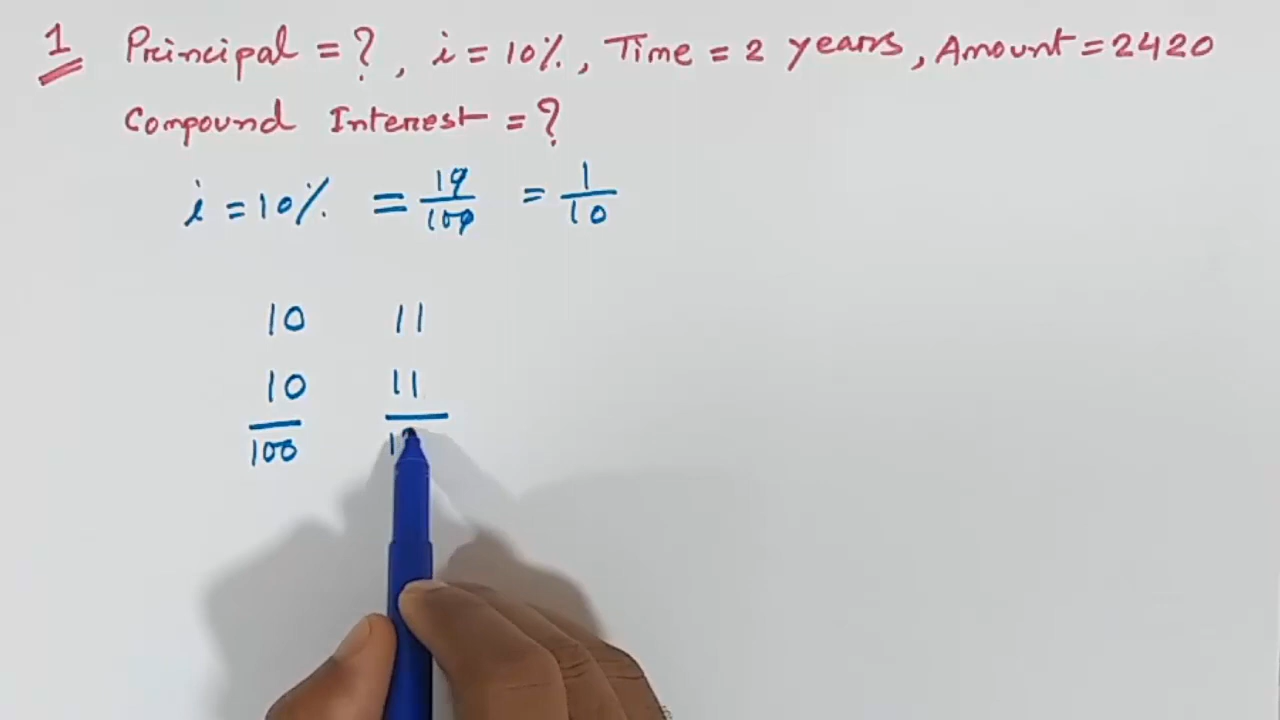 1 Principal = ?, i = 10%, Time = 2 years, Amount = 2420
Compound Interest = ?
i = 10% = 10/100 = 1/10
10 11
10 11
100